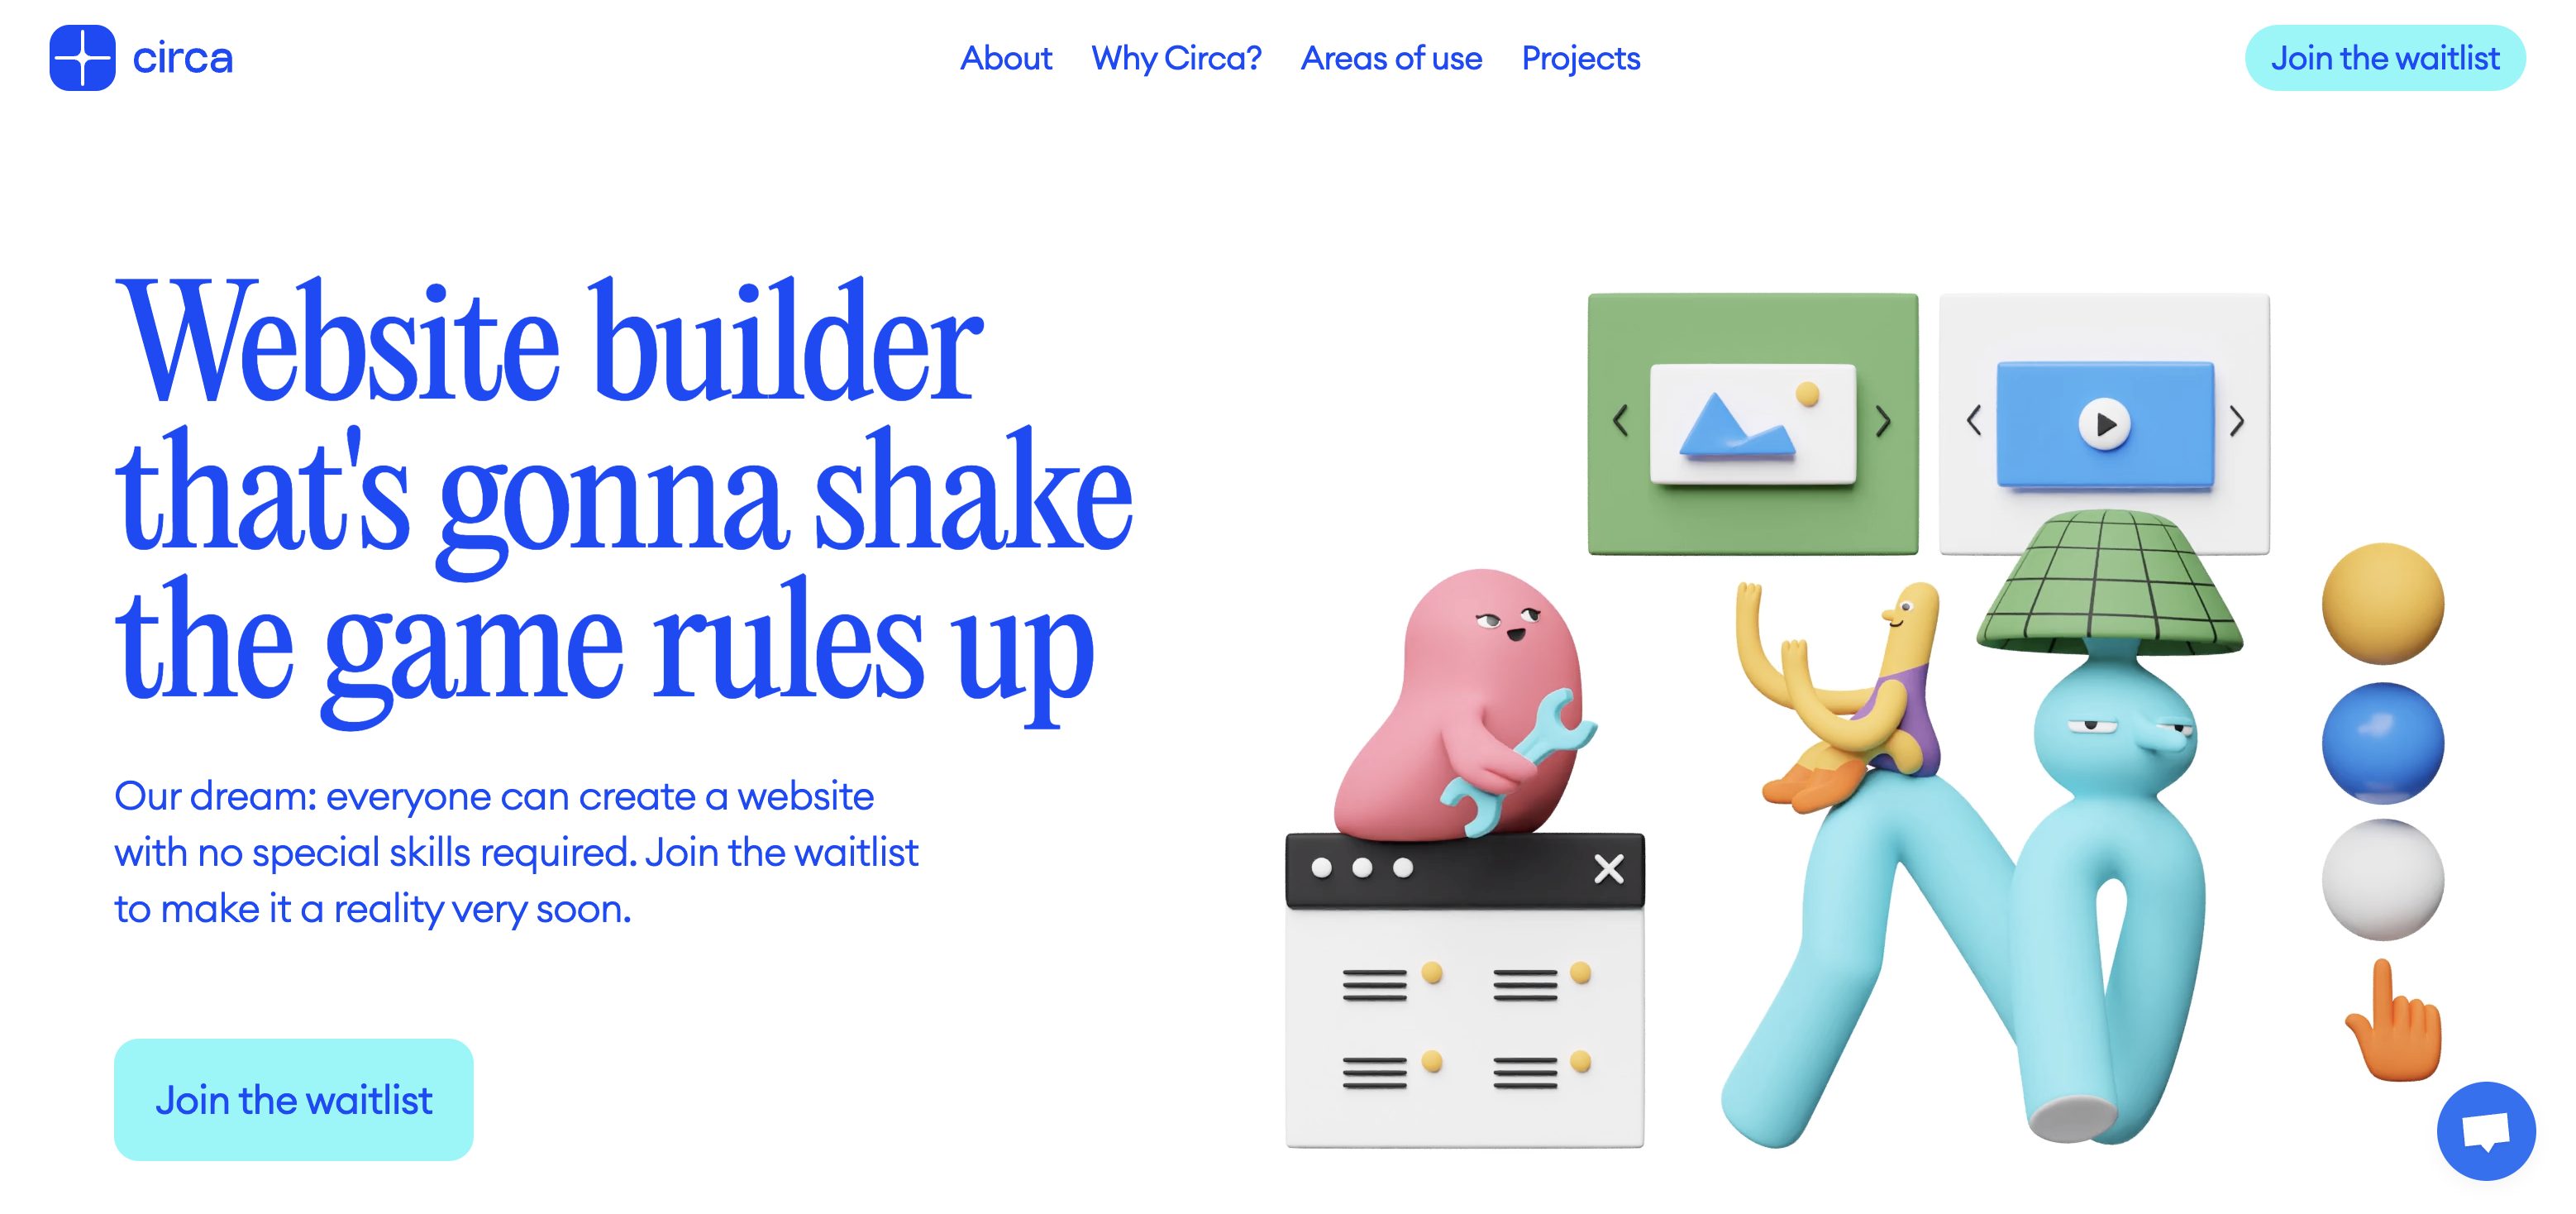 circa
About
Why Circa?
Areas of use
Projects
Join the waitlist
Website builder
that's gonna shake
the game rules up
Our dream: everyone can create a website
with no special skills required. Join the waitlist
to make it a reality very soon.
Join the waitlist